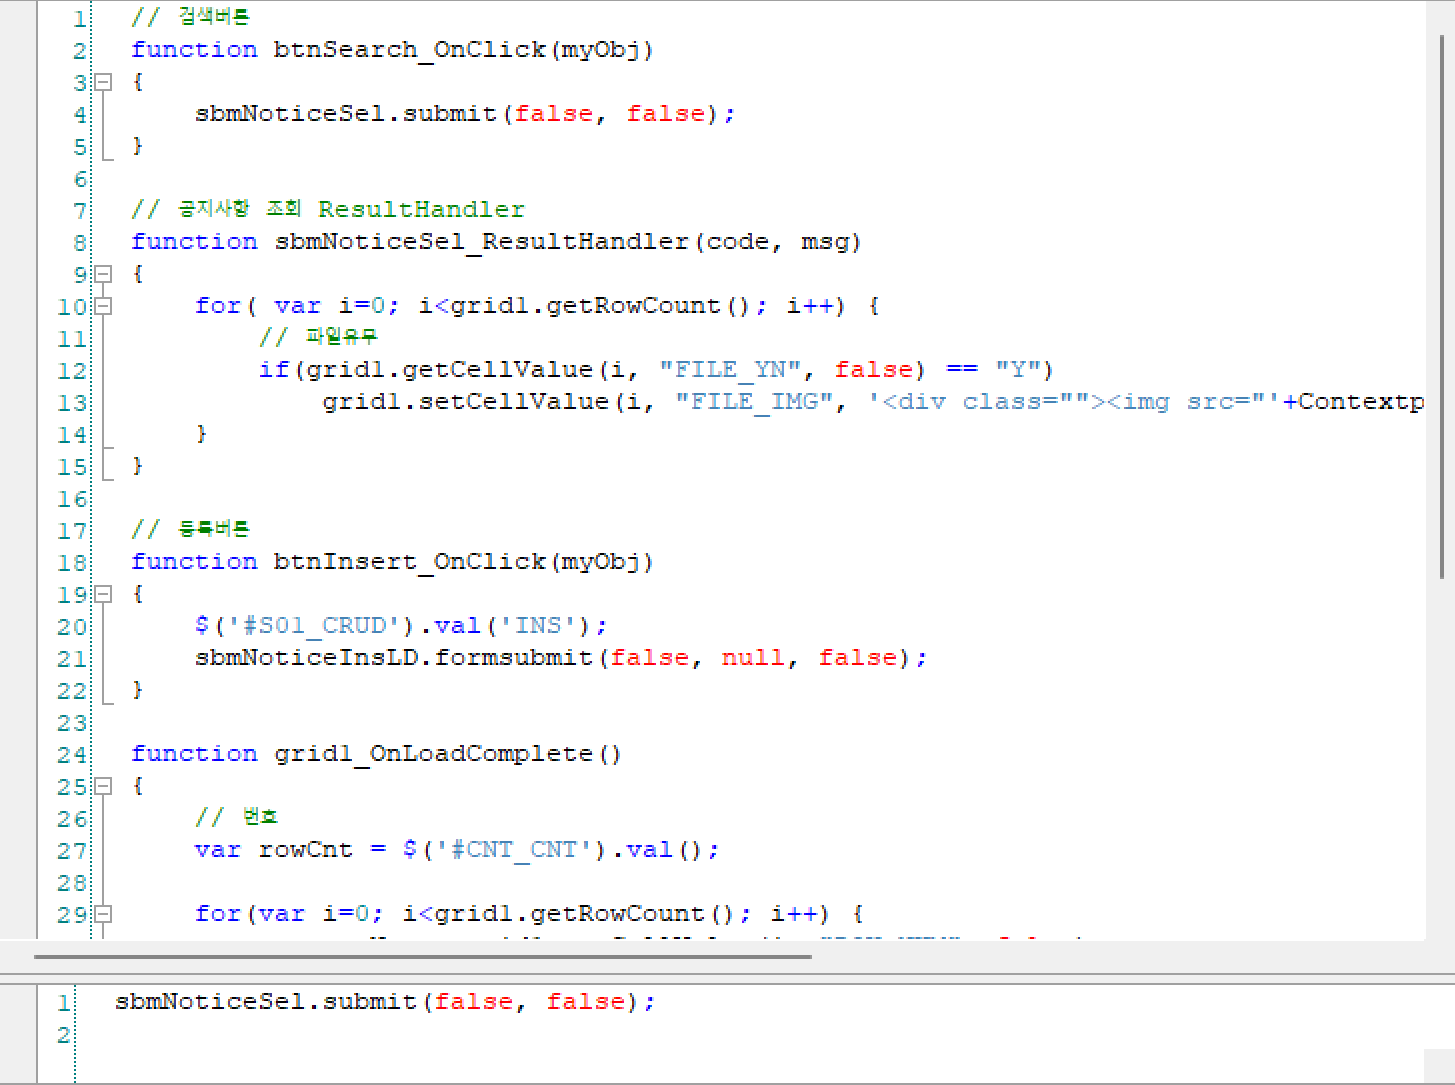 1 // 검색버튼
2 function btnSearch_OnClick(myObj)
3 {
4 sbmNoticeSel.submit(false, false);
5 }
6
7 // 공지사항 조회 ResultHandler
8 function sbmNoticeSel_ResultHandler(code, msg)
9 {
10 for( var i=0; i<grid1.getRowCount(); i++) {
11 // 파일유무
12 if(grid1.getCellValue(i, "FILE_YN", false) == "Y")
13 grid1.setCellValue(i, "FILE_IMG", '<div class=""><img src="'+Contextp
14 }
15 }
16
17 // 등록버튼
18 function btnInsert_OnClick(myObj)
19 {
20 $('#S01_CRUD').val('INS');
21 sbmNoticeInsLD.formsubmit(false, null, false);
22 }
23
24 function grid1_OnLoadComplete()
25 {
26 // 번호
27 var rowCnt = $('#CNT_CNT').val();
28
29 for(var i=0; i<grid1.getRowCount(); i++) {
1 sbmNoticeSel.submit(false, false);
2